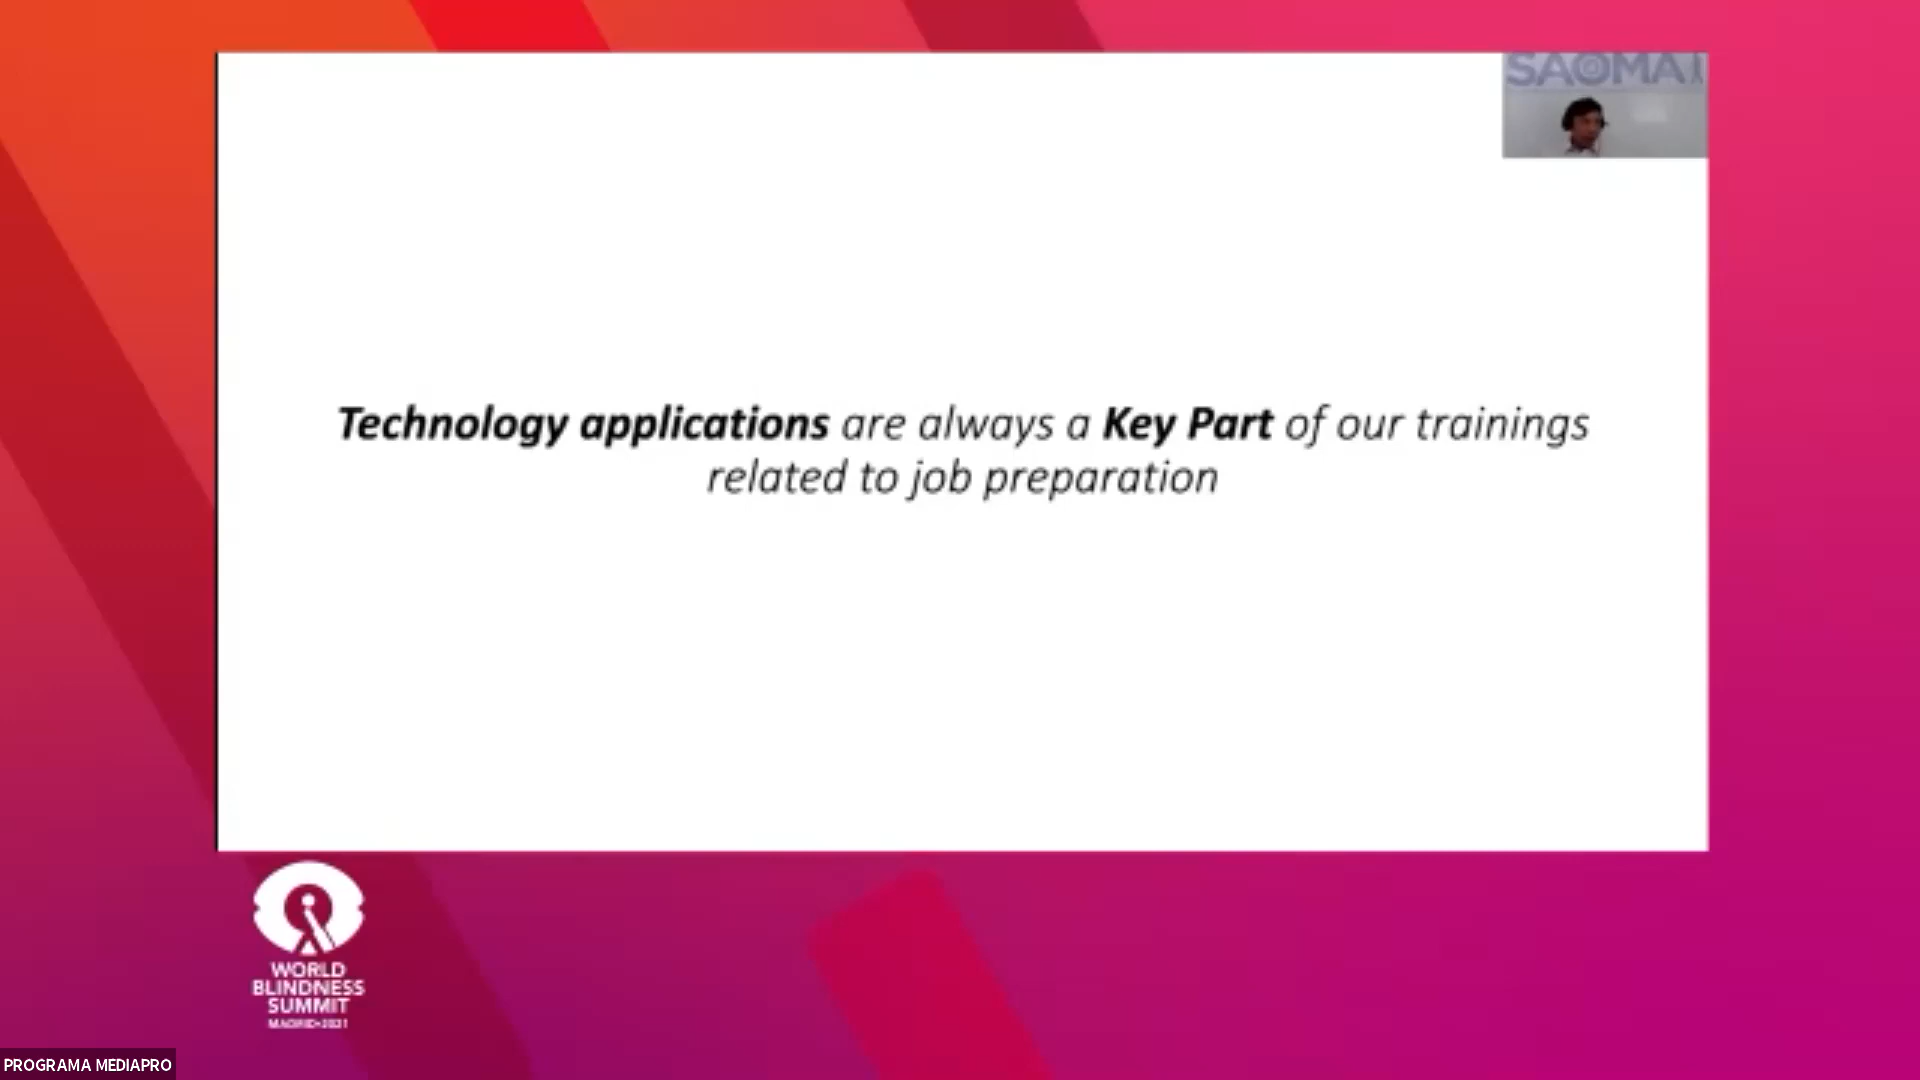 SAOMAI
Technology applications are always a Key Part of our trainings
related to job preparation
WORLD
BLINDNESS
SUMMIT
MADRID•2021
PROGRAMA MEDIAPRO